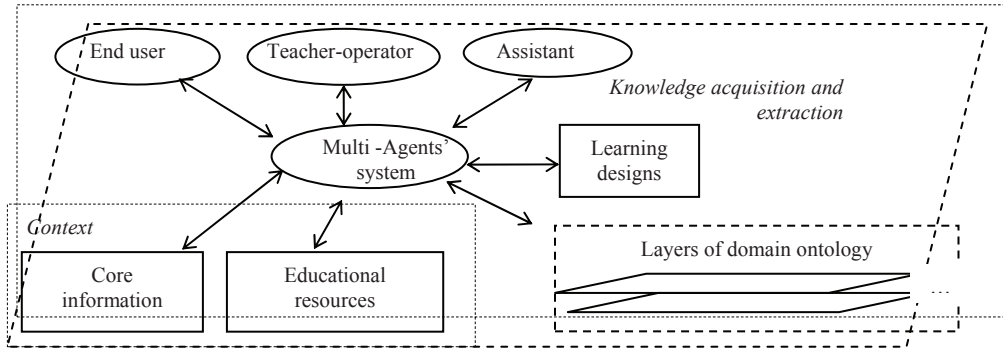 End user
Teacher-operator
Assistant
Knowledge acquisition and
extraction
Multi -Agents'
system
Learning
designs
Context
Layers of domain ontology
Core
information
Educational
resources
...